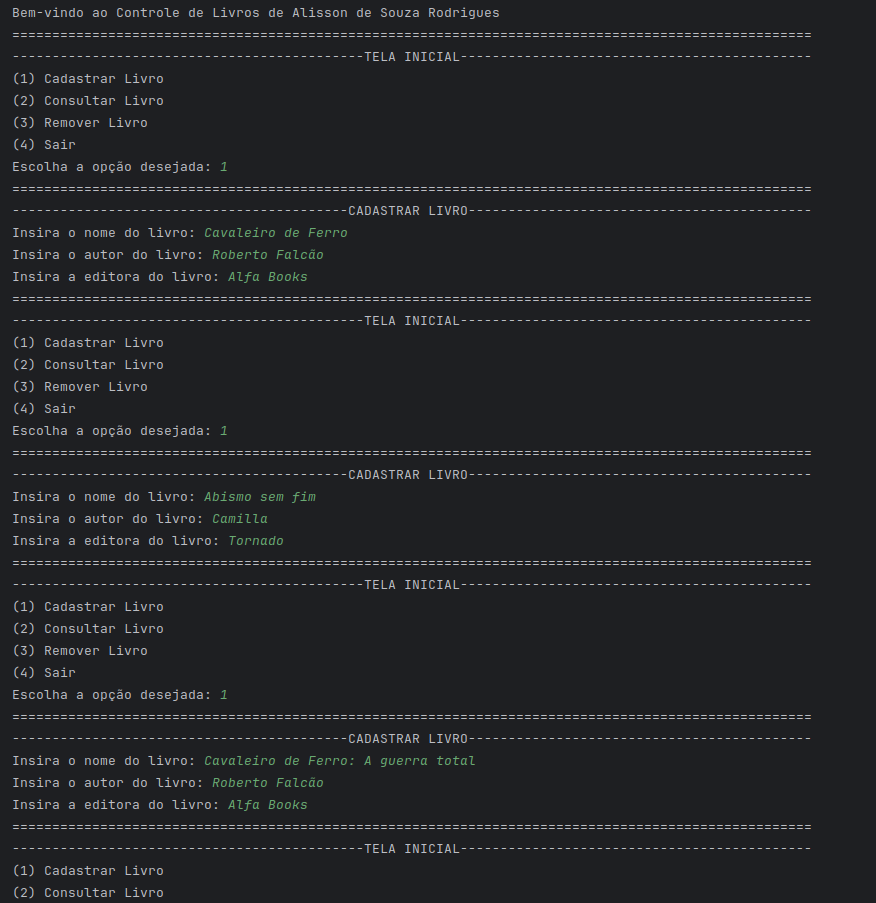 Bem-vindo ao Controle de Livros de Alisson de Souza Rodrigues
====================================================================================================
--------------------------------------------TELA INICIAL--------------------------------------------
(1) Cadastrar Livro
(2) Consultar Livro
(3) Remover Livro
(4) Sair
Escolha a opção desejada: 1
====================================================================================================
------------------------------------------CADASTRAR LIVRO-------------------------------------------
Insira o nome do livro: Cavaleiro de Ferro
Insira o autor do livro: Roberto Falcão
Insira a editora do livro: Alfa Books
====================================================================================================
--------------------------------------------TELA INICIAL--------------------------------------------
(1) Cadastrar Livro
(2) Consultar Livro
(3) Remover Livro
(4) Sair
Escolha a opção desejada: 1
====================================================================================================
------------------------------------------CADASTRAR LIVRO-------------------------------------------
Insira o nome do livro: Abismo sem fim
Insira o autor do livro: Camilla
Insira a editora do livro: Tornado
====================================================================================================
--------------------------------------------TELA INICIAL--------------------------------------------
(1) Cadastrar Livro
(2) Consultar Livro
(3) Remover Livro
(4) Sair
Escolha a opção desejada: 1
====================================================================================================
------------------------------------------CADASTRAR LIVRO-------------------------------------------
Insira o nome do livro: Cavaleiro de Ferro: A guerra total
Insira o autor do livro: Roberto Falcão
Insira a editora do livro: Alfa Books
====================================================================================================
--------------------------------------------TELA INICIAL--------------------------------------------
(1) Cadastrar Livro
(2) Consultar Livro